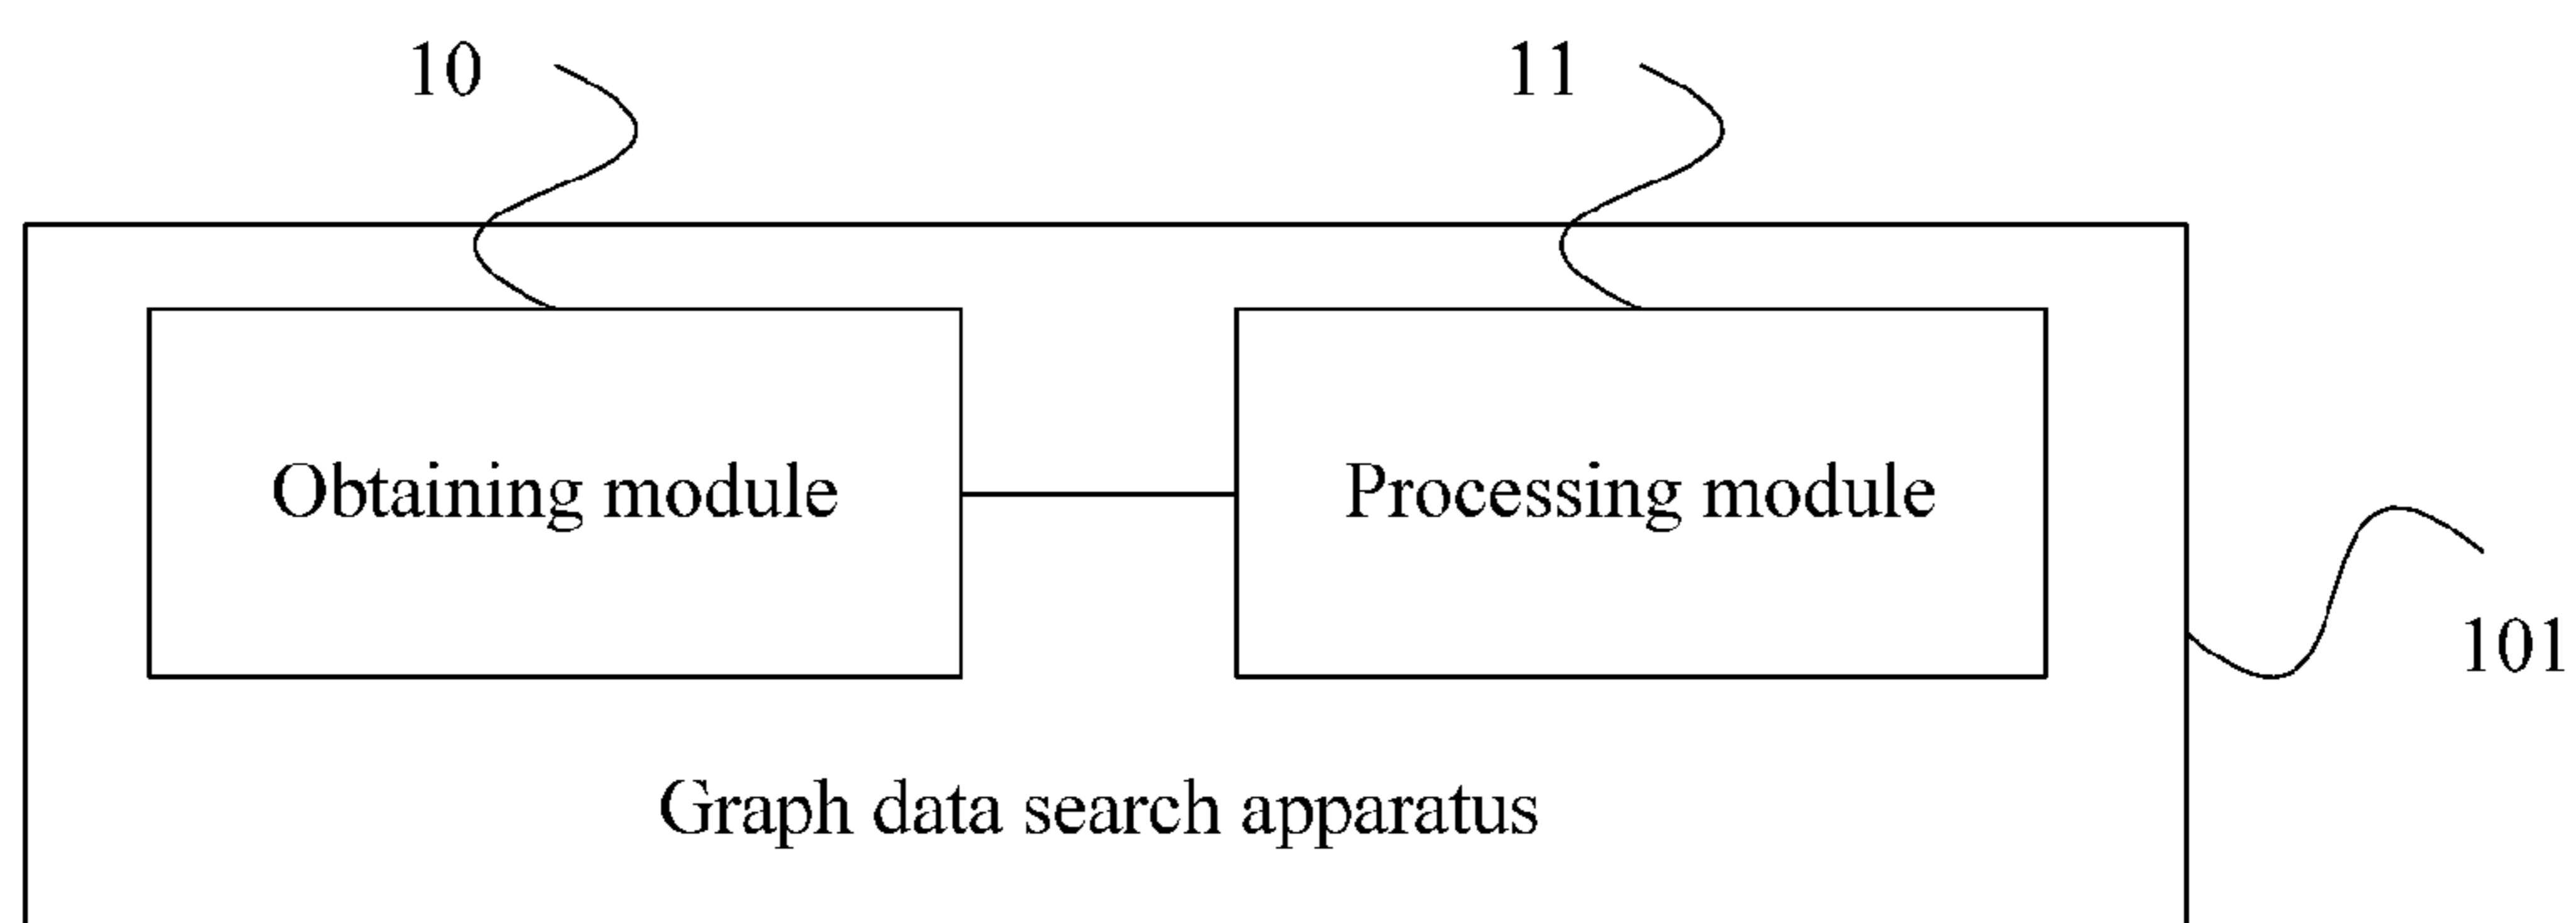 10
11
Obtaining module
Processing module
101
Graph data search apparatus